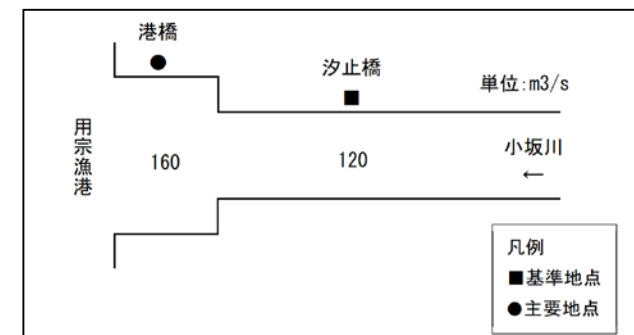 港橋
●
汐止橋
■
単位:m3/s
用宗漁港
160
120
小坂川
←
凡例
■基準地点
●主要地点